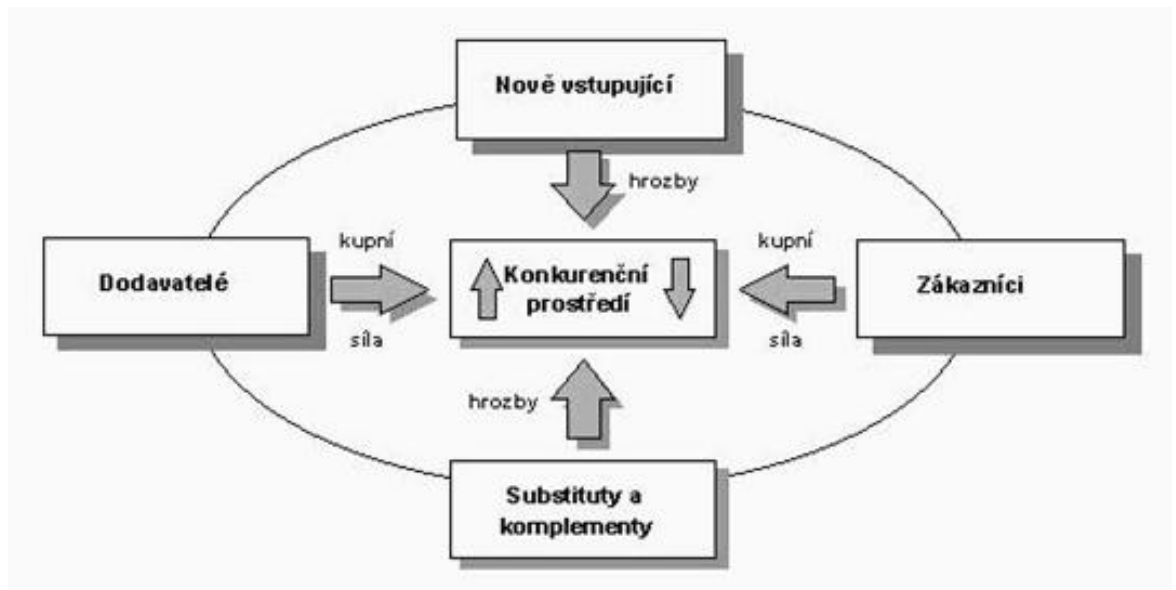 Nově vstupující
hrozby
kupní
Dodavatelé
síla
Konkurenční
prostředí
kupní
Zákazníci
síla
hrozby
Substituty a
komplementy